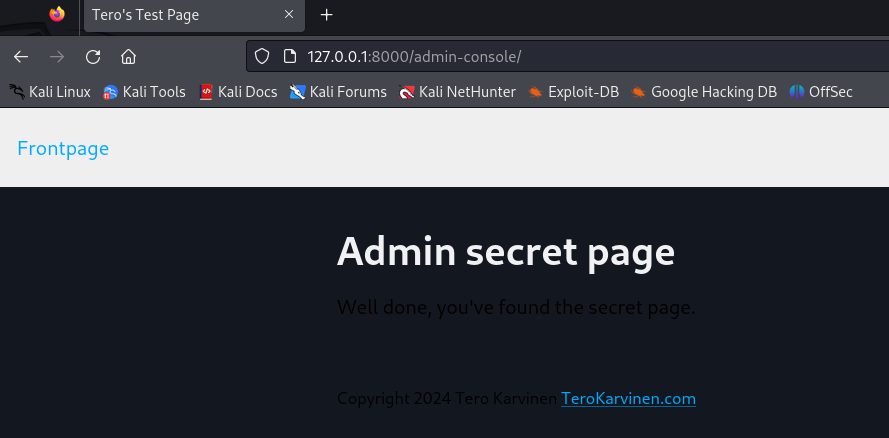 Tero's Test Page
127.0.0.1:8000/admin-console/
Kali Linux Kali Tools Kali Docs Kali Forums Kali NetHunter Exploit-DB Google Hacking DB OffSec
Frontpage
Admin secret page
Well done, you've found the secret page.
Copyright 2024 Tero Karvinen TeroKarvinen.com